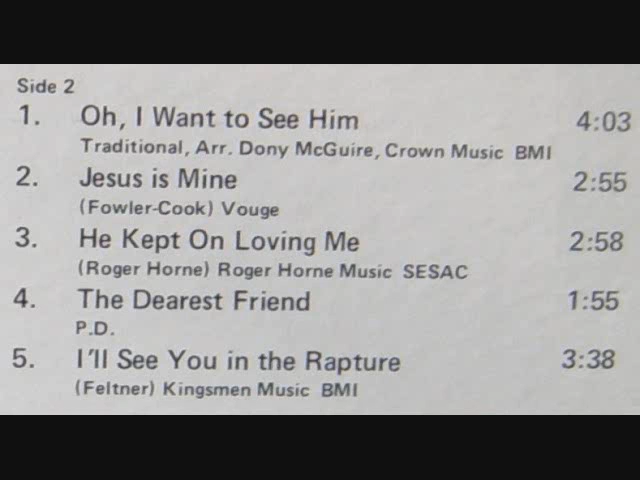 Side 2
1. Oh, I Want to See Him 4:03
Traditional, Arr. Dony McGuire, Crown Music BMI
2. Jesus is Mine 2:55
(Fowler-Cook) Vouge
3. He Kept On Loving Me 2:58
(Roger Horne) Roger Horne Music SESAC
4. The Dearest Friend 1:55
P.D.
5. I'll See You in the Rapture 3:38
(Feltner) Kingsmen Music BMI